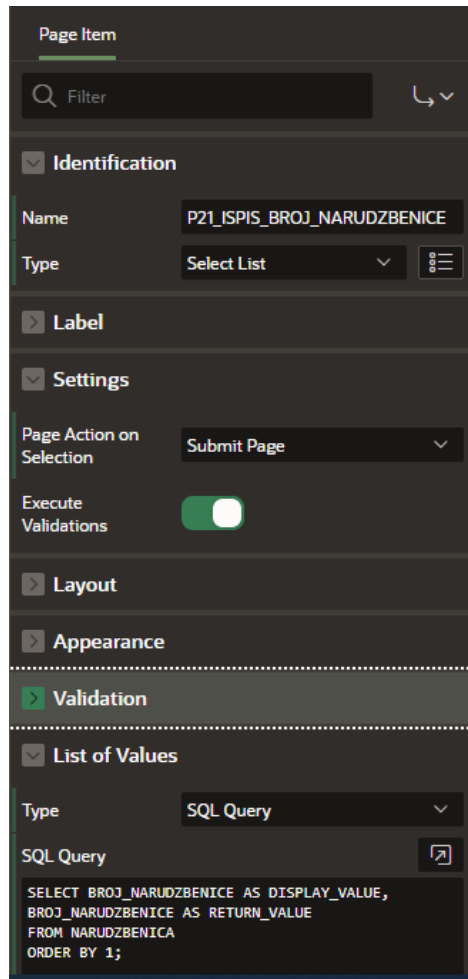 Page Item
Filter
Identification
Name P21_ISPIS_BROJ_NARUDZBENICE
Type Select List
Label
Settings
Page Action on
Selection Submit Page
Execute
Validations
Layout
Appearance
Validation
List of Values
Type SQL Query
SQL Query
SELECT BROJ_NARUDZBENICE AS DISPLAY_VALUE,
BROJ_NARUDZBENICE AS RETURN_VALUE
FROM NARUDZBENICA
ORDER BY 1;